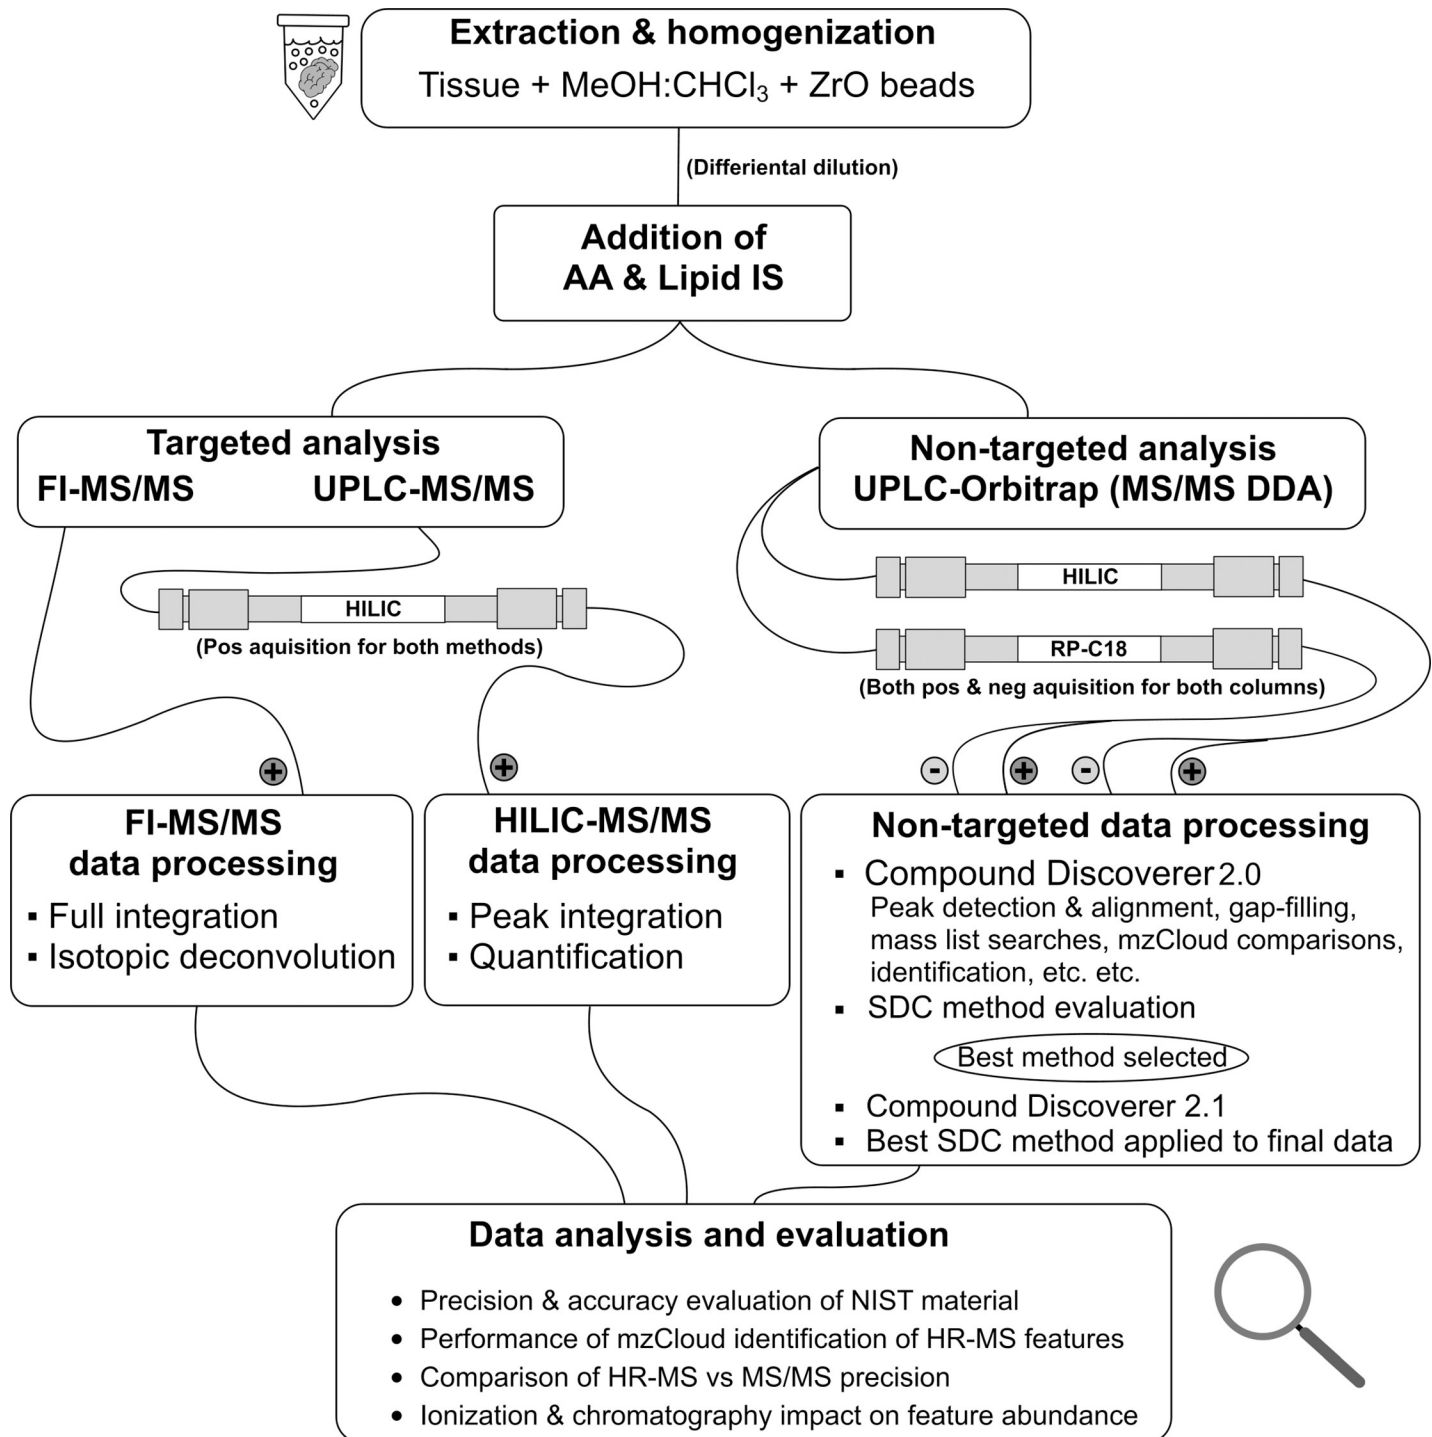 Extraction & homogenization
Tissue + MeOH:CHCl₃ + ZrO beads
(Differiental dilution)
Addition of
AA & Lipid IS
Targeted analysis
FI-MS/MS UPLC-MS/MS
HILIC
(Pos aquisition for both methods)
Non-targeted analysis
UPLC-Orbitrap (MS/MS DDA)
HILIC
RP-C18
(Both pos & neg aquisition for both columns)
+
+
- + - +
FI-MS/MS
data processing
▪ Full integration
▪ Isotopic deconvolution
HILIC-MS/MS
data processing
▪ Peak integration
▪ Quantification
Non-targeted data processing
▪ Compound Discoverer 2.0
Peak detection & alignment, gap-filling,
mass list searches, mzCloud comparisons,
identification, etc. etc.
▪ SDC method evaluation
Best method selected
▪ Compound Discoverer 2.1
▪ Best SDC method applied to final data
Data analysis and evaluation
• Precision & accuracy evaluation of NIST material
• Performance of mzCloud identification of HR-MS features
• Comparison of HR-MS vs MS/MS precision
• Ionization & chromatography impact on feature abundance